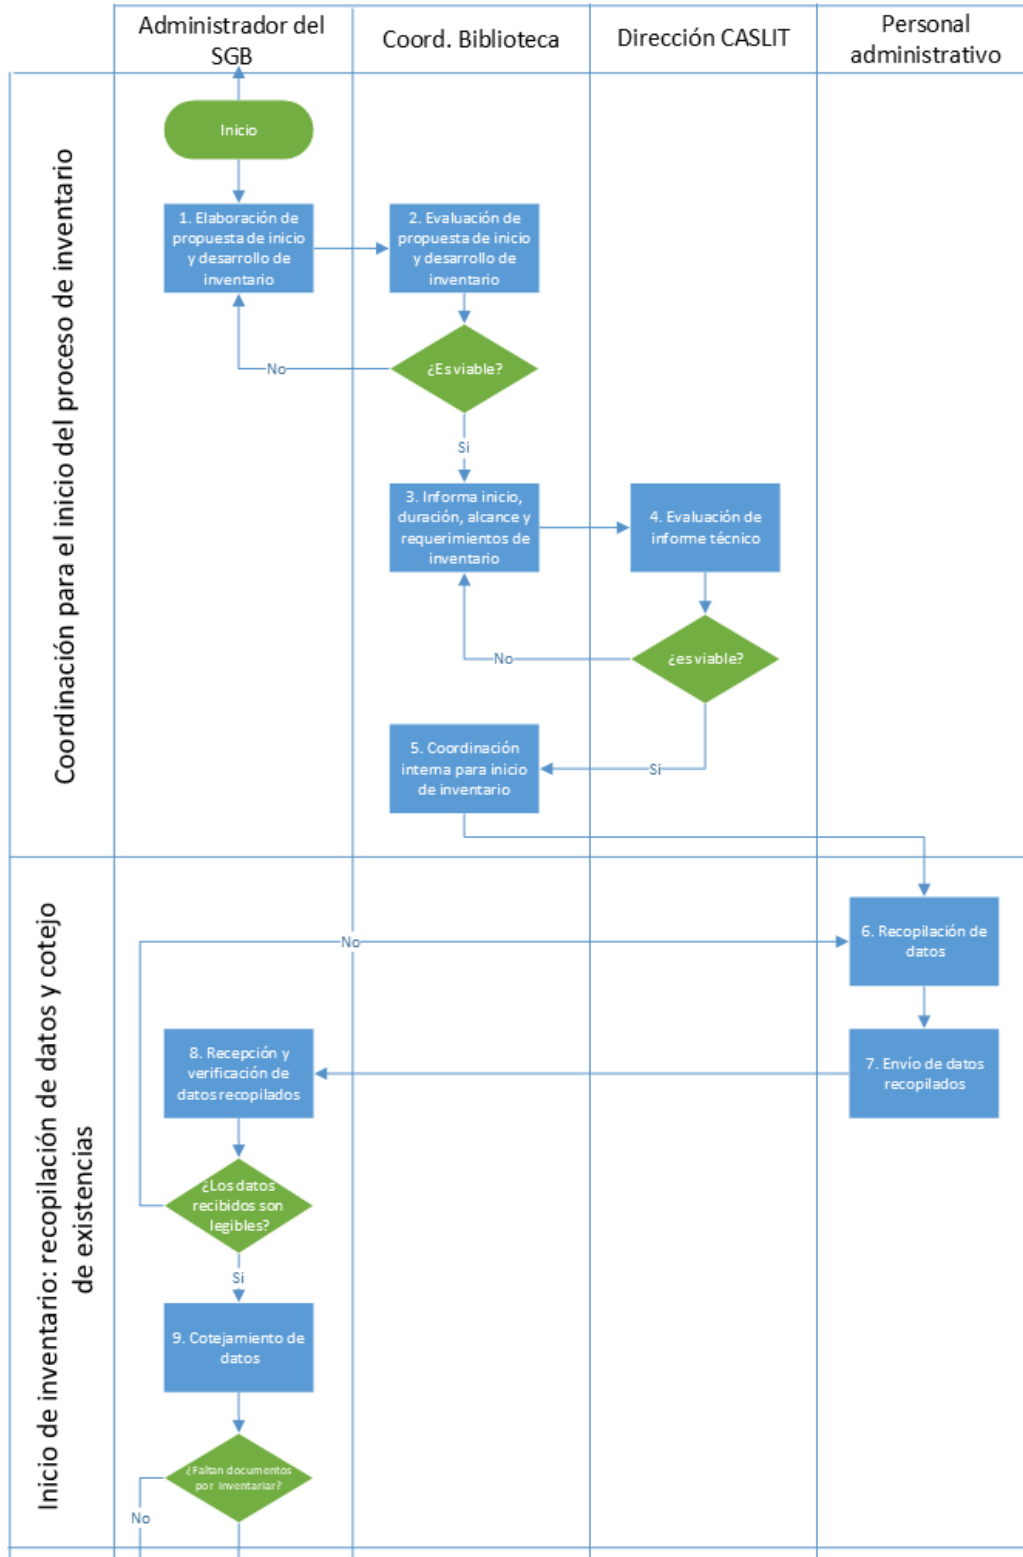 Administrador del
SGB
Coord. Biblioteca
Dirección CASLIT
Personal
administrativo
Coordinación para el inicio del proceso de inventario
Inicio
1. Elaboración de
propuesta de inicio
y desarrollo de
inventario
2. Evaluación de
propuesta de inicio
y desarrollo de
inventario
¿Es viable?
No
Si
3. Informa inicio,
duración, alcance y
requerimientos de
inventario
4. Evaluación de
informe técnico
¿es viable?
No
Si
5. Coordinación
interna para inicio
de inventario
Inicio de inventario: recopilación de datos y cotejo
de existencias
6. Recopilación de
datos
No
7. Envío de datos
recopilados
8. Recepción y
verificación de
datos recopilados
¿Los datos
recibidos son
legibles?
Si
9. Cotejamiento de
datos
¿Faltan documentos
por inventariar?
No